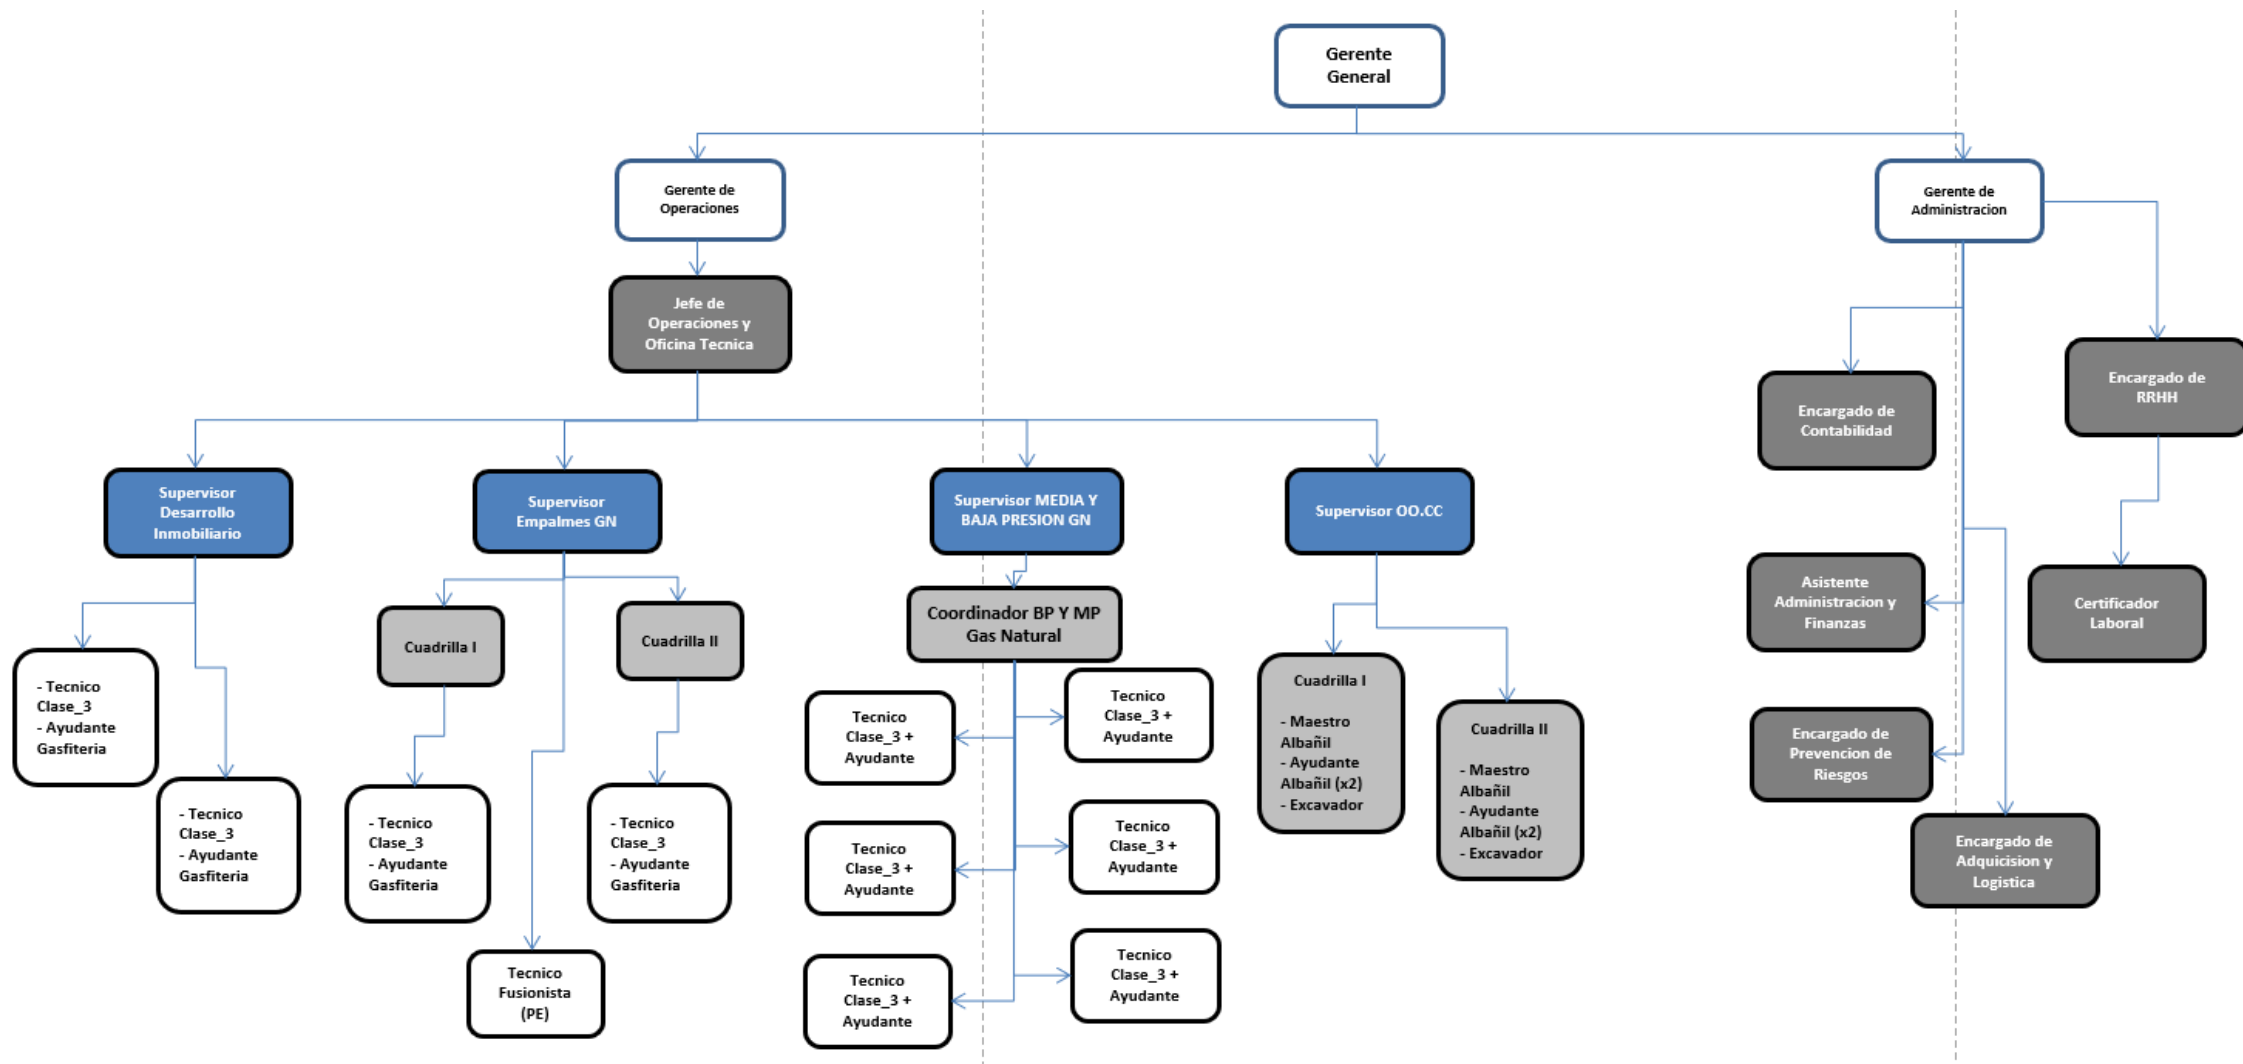 Gerente
General
Gerente de
Operaciones
Gerente de
Administracion
Jefe de
Operaciones y
Oficina Tecnica
Encargado de
Contabilidad
Encargado de
RRHH
Supervisor
Desarrollo
Inmobiliario
Supervisor
Empalmes GN
Supervisor MEDIA Y
BAJA PRESION GN
Supervisor OO.CC
Asistente
Administracion y
Finanzas
Certificador
Laboral
Cuadrilla I
Cuadrilla II
Coordinador BP Y MP
Gas Natural
- Tecnico
Clase_3
- Ayudante
Gasfiteria
- Tecnico
Clase_3
- Ayudante
Gasfiteria
- Tecnico
Clase_3
- Ayudante
Gasfiteria
- Tecnico
Clase_3
- Ayudante
Gasfiteria
Tecnico
Fusionista
(PE)
Tecnico
Clase_3 +
Ayudante
Tecnico
Clase_3 +
Ayudante
Tecnico
Clase_3 +
Ayudante
Tecnico
Clase_3 +
Ayudante
Tecnico
Clase_3 +
Ayudante
Tecnico
Clase_3 +
Ayudante
Cuadrilla I
- Maestro
Albañil
- Ayudante
Albañil (x2)
- Excavador
Cuadrilla II
- Maestro
Albañil
- Ayudante
Albañil (x2)
- Excavador
Encargado de
Prevencion de
Riesgos
Encargado de
Adquicision y
Logistica